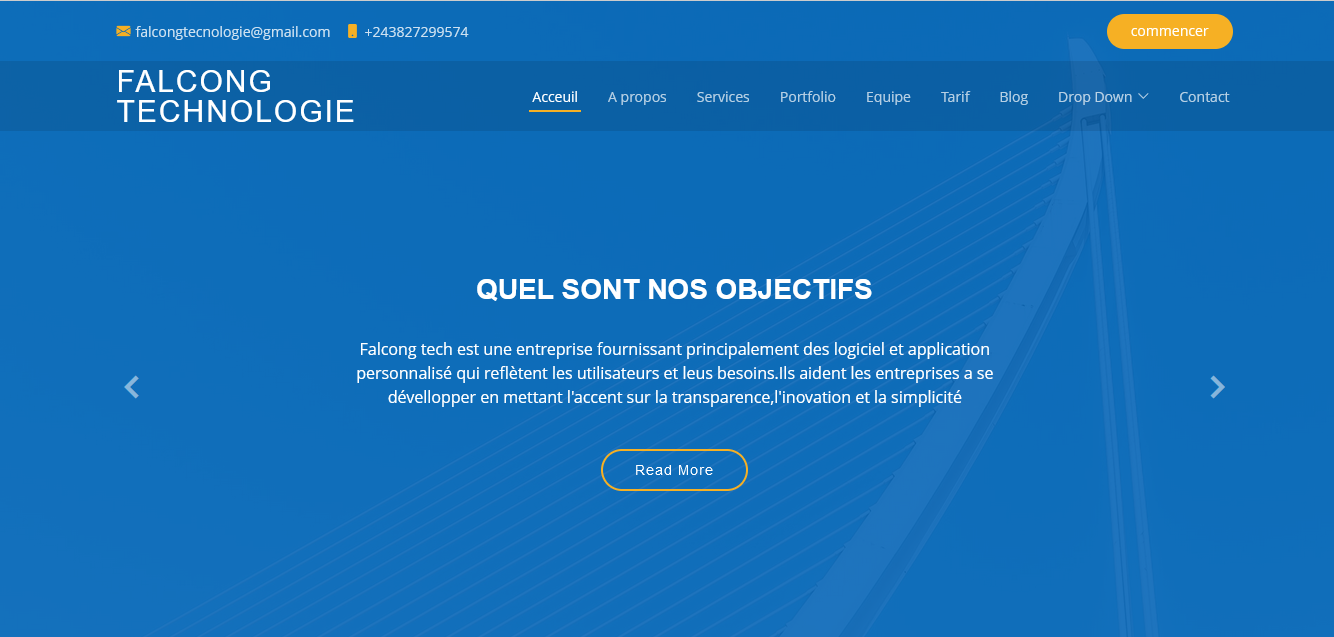 falcongtecnologie@gmail.com +243827299574 commencer
FALCONG
TECHNOLOGIE
Acceuil A propos Services Portfolio Equipe Tarif Blog Drop Down Contact
QUEL SONT NOS OBJECTIFS
Falcong tech est une entreprise fournissant principalement des logiciel et application
personnalisé qui reflètent les utilisateurs et leus besoins.Ils aident les entreprises a se
dévellopper en mettant l'accent sur la transparence,l'inovation et la simplicité
Read More